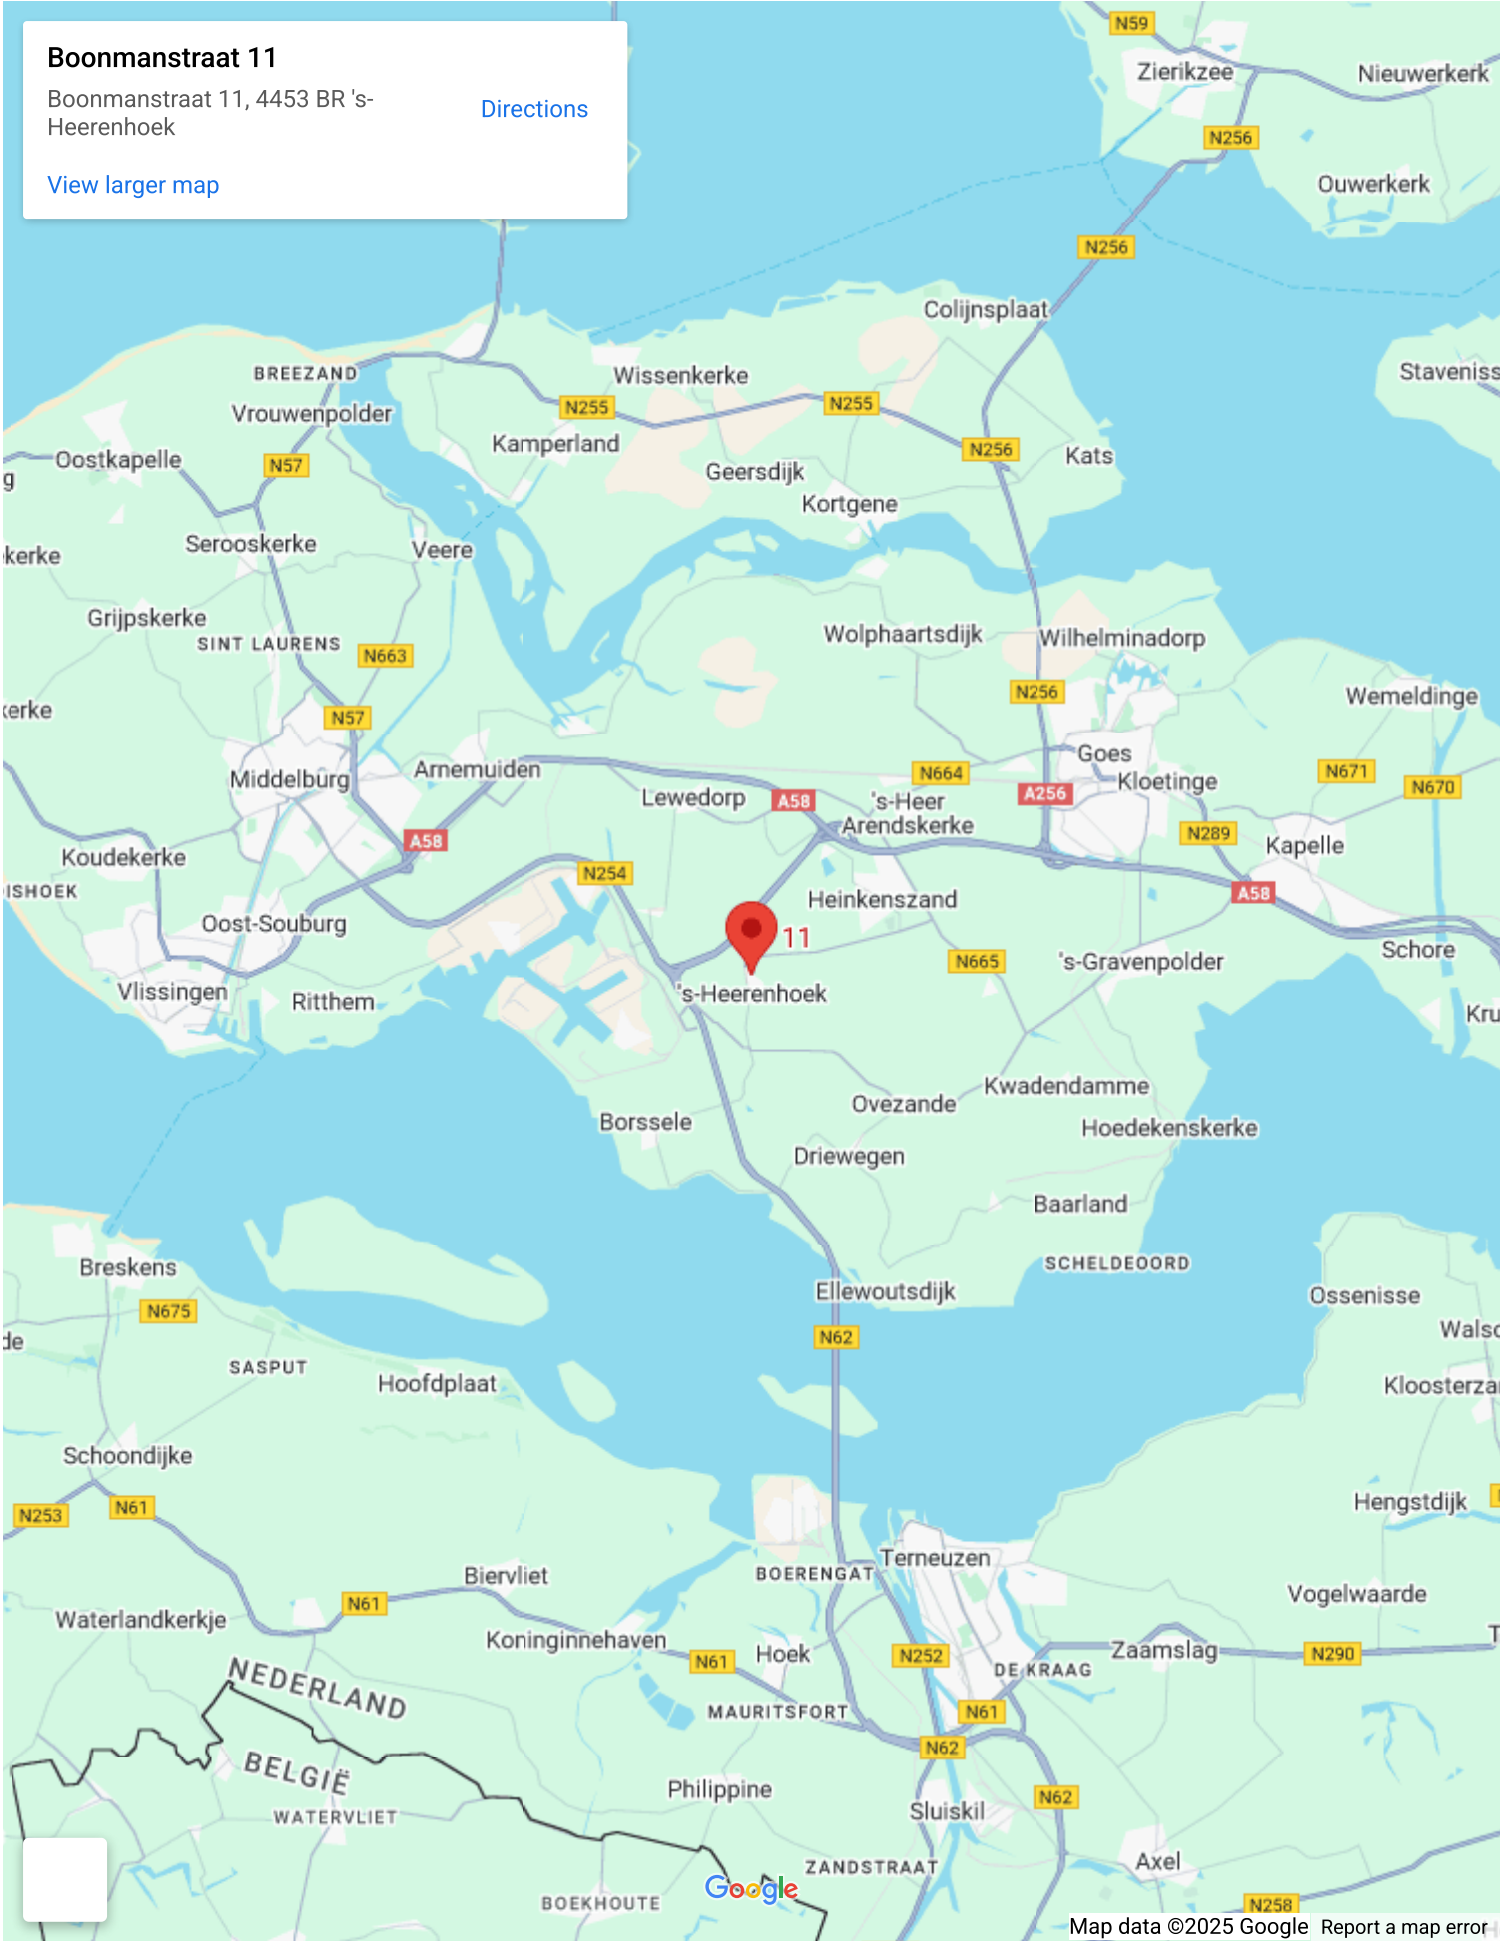 Boonmanstraat 11
Boonmanstraat 11, 4453 BR 's-
Heerenhoek
Directions
View larger map
N59
Zierikzee
Nieuwerkerk
N256
Ouwerkerk
N256
Colijnsplaat
BREEZAND
Wissenkerke
Staveniss
Vrouwenpolder
N255
N255
Kamperland
N256
Kats
Oostkapelle
N57
Geersdijk
g
Kortgene
Serooskerke
Veere
kerke
Grijpskerke
SINT LAURENS
N663
Wolphaartsdijk
Wilhelminadorp
N256
Wemeldinge
kerke
N57
Goes
Middelburg
Arnemuiden
N664
Kloetinge
N671
N670
Lewedorp
A58
's-Heer
Arendskerke
A256
A58
N289
Kapelle
Koudekerke
N254
ISHOEK
Heinkenszand
A58
Oost-Souburg
11
Schore
N665
's-Gravenpolder
Vlissingen
Ritthem
's-Heerenhoek
Kru
Kwadendamme
Ovezande
Borssele
Hoedekenskerke
Driewegen
Baarland
SCHELDEOORD
Breskens
Ellewoutsdijk
Ossenisse
N675
N62
Walso
de
SASPUT
Hoofdplaat
Kloosterza
Schoondijke
N253
N61
Hengstdijk
Terneuzen
Biervliet
BOERENGAT
Vogelwaarde
Waterlandkerkje
N61
Koninginnehaven
Hoek
N252
Zaamslag
N290
T
N61
DE KRAAG
NEDERLAND
MAURITSFORT
N61
N62
BELGIË
Philippine
N62
WATERVLIET
Sluiskil
ZANDSTRAAT
Axel
Google
BOEKHOUTE
N258
Map data ©2025 Google
Report a map error